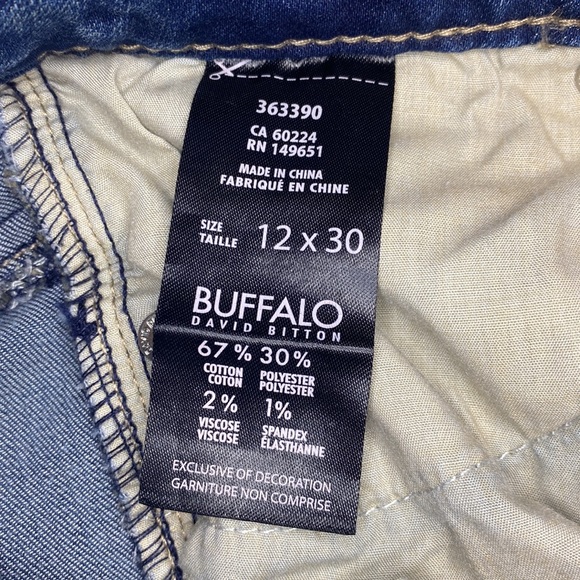 363390
CA 60224
RN 149651
MADE IN CHINA
FABRIQUÉ EN CHINE
SIZE
TAILLE 12 x 30
BUFFALO
DAVID BITTON
67% 30%
COTTON POLYESTER
COTON POLYESTER
2% 1%
VISCOSE SPANDEX
VISCOSE ÉLASTHANNE
EXCLUSIVE OF DECORATION
GARNITURE NON COMPRISE